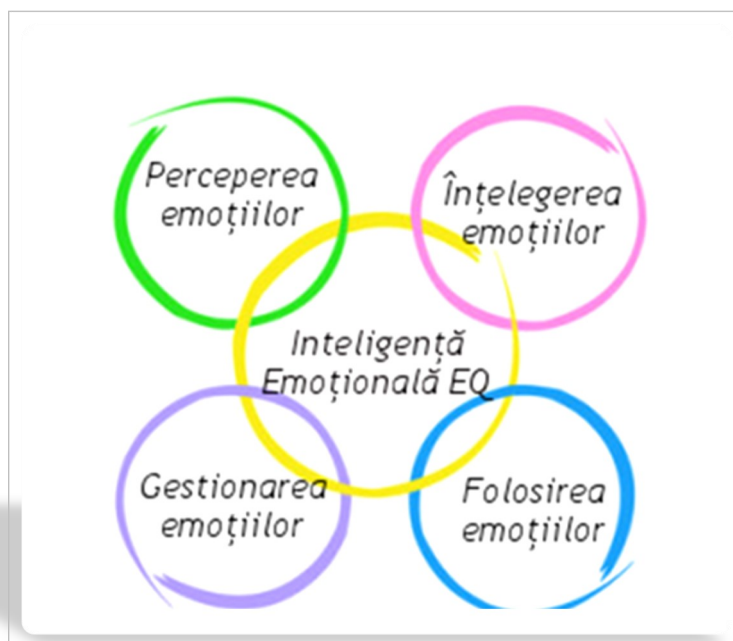 Perceperea
emoțiilor
Înțelegerea
emoțiilor
Inteligență
Emoțională EQ
Gestionarea
emoțiilor
Folosirea
emoțiilor